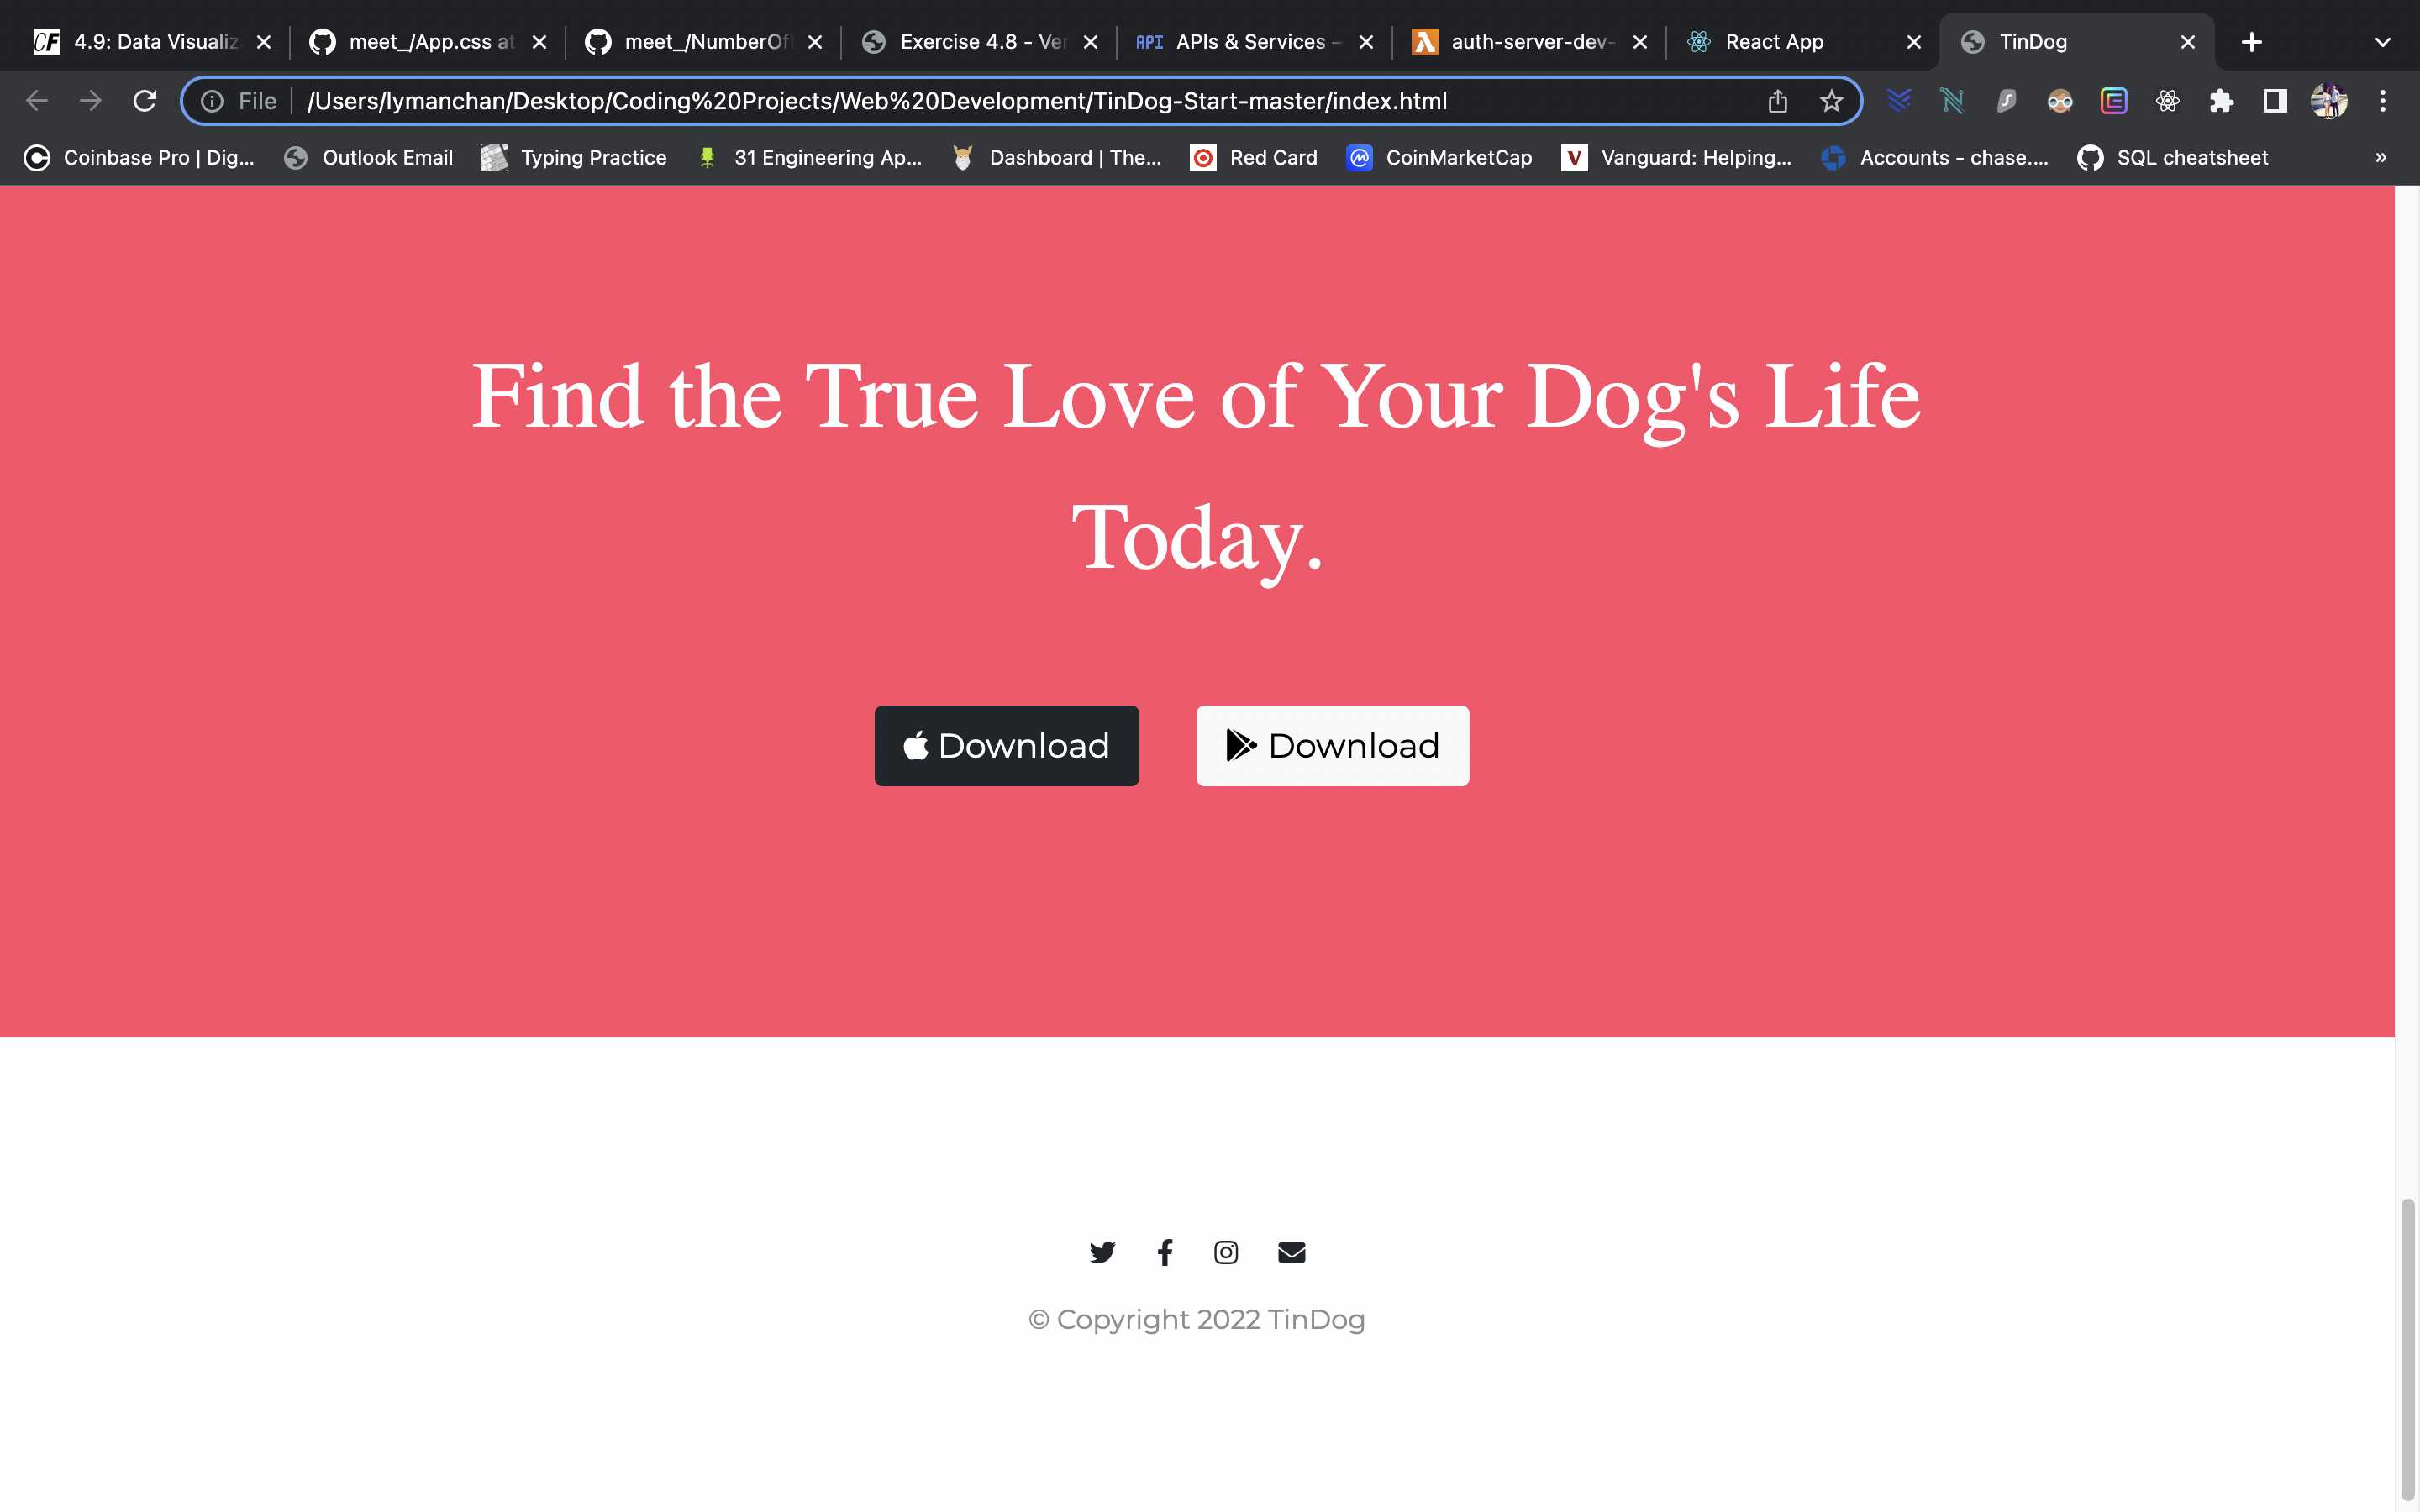 CF 4.9: Data Visualiz
meet_/App.css at
meet_/NumberOf
Exercise 4.8 - Ver
API APIs & Services –
auth-server-dev-
React App
TinDog
File /Users/lymanchan/Desktop/Coding%20Projects/Web%20Development/TinDog-Start-master/index.html
Coinbase Pro | Dig...
Outlook Email
Typing Practice
31 Engineering Ap...
Dashboard | The...
Red Card
CoinMarketCap
V Vanguard: Helping...
Accounts - chase....
SQL cheatsheet
»
Find the True Love of Your Dog's Life
Today.
Download
Download
© Copyright 2022 TinDog